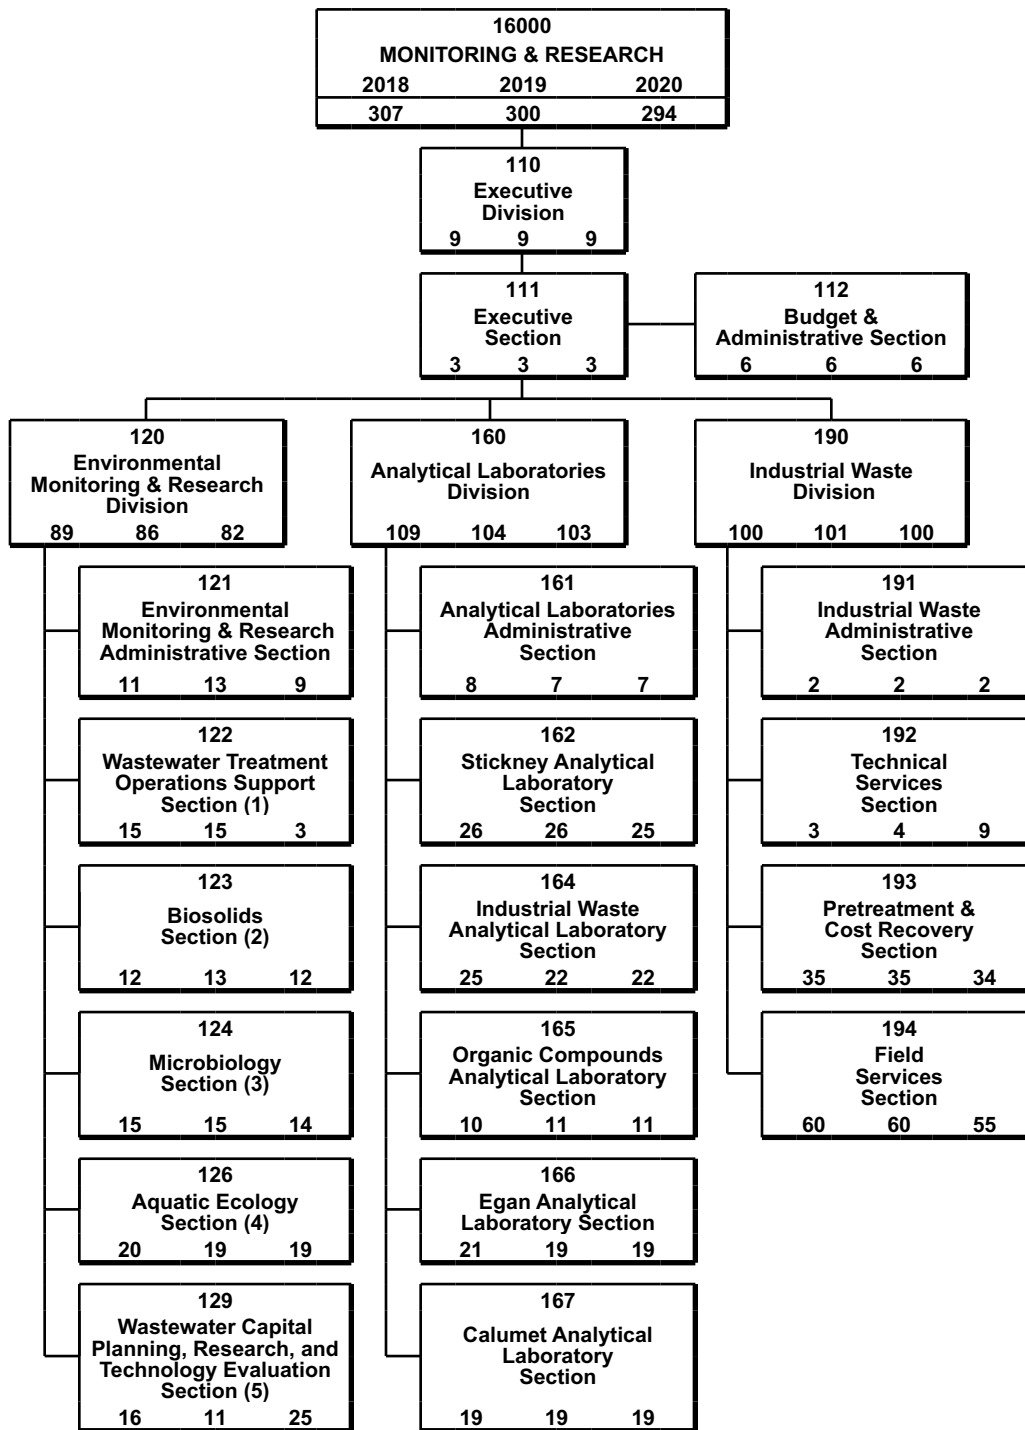 16000
MONITORING & RESEARCH
2018 2019 2020
307 300 294
110
Executive
Division
9 9 9
111
Executive
Section
3 3 3
112
Budget &
Administrative Section
6 6 6
120
Environmental
Monitoring & Research
Division
89 86 82
121
Environmental
Monitoring & Research
Administrative Section
11 13 9
122
Wastewater Treatment
Operations Support
Section (1)
15 15 3
123
Biosolids
Section (2)
12 13 12
124
Microbiology
Section (3)
15 15 14
126
Aquatic Ecology
Section (4)
20 19 19
129
Wastewater Capital
Planning, Research, and
Technology Evaluation
Section (5)
16 11 25
160
Analytical Laboratories
Division
109 104 103
161
Analytical Laboratories
Administrative
Section
8 7 7
162
Stickney Analytical
Laboratory
Section
26 26 25
164
Industrial Waste
Analytical Laboratory
Section
25 22 22
165
Organic Compounds
Analytical Laboratory
Section
10 11 11
166
Egan Analytical
Laboratory Section
21 19 19
167
Calumet Analytical
Laboratory
Section
19 19 19
190
Industrial Waste
Division
100 101 100
191
Industrial Waste
Administrative
Section
2 2 2
192
Technical
Services
Section
3 4 9
193
Pretreatment &
Cost Recovery
Section
35 35 34
194
Field
Services
Section
60 60 55